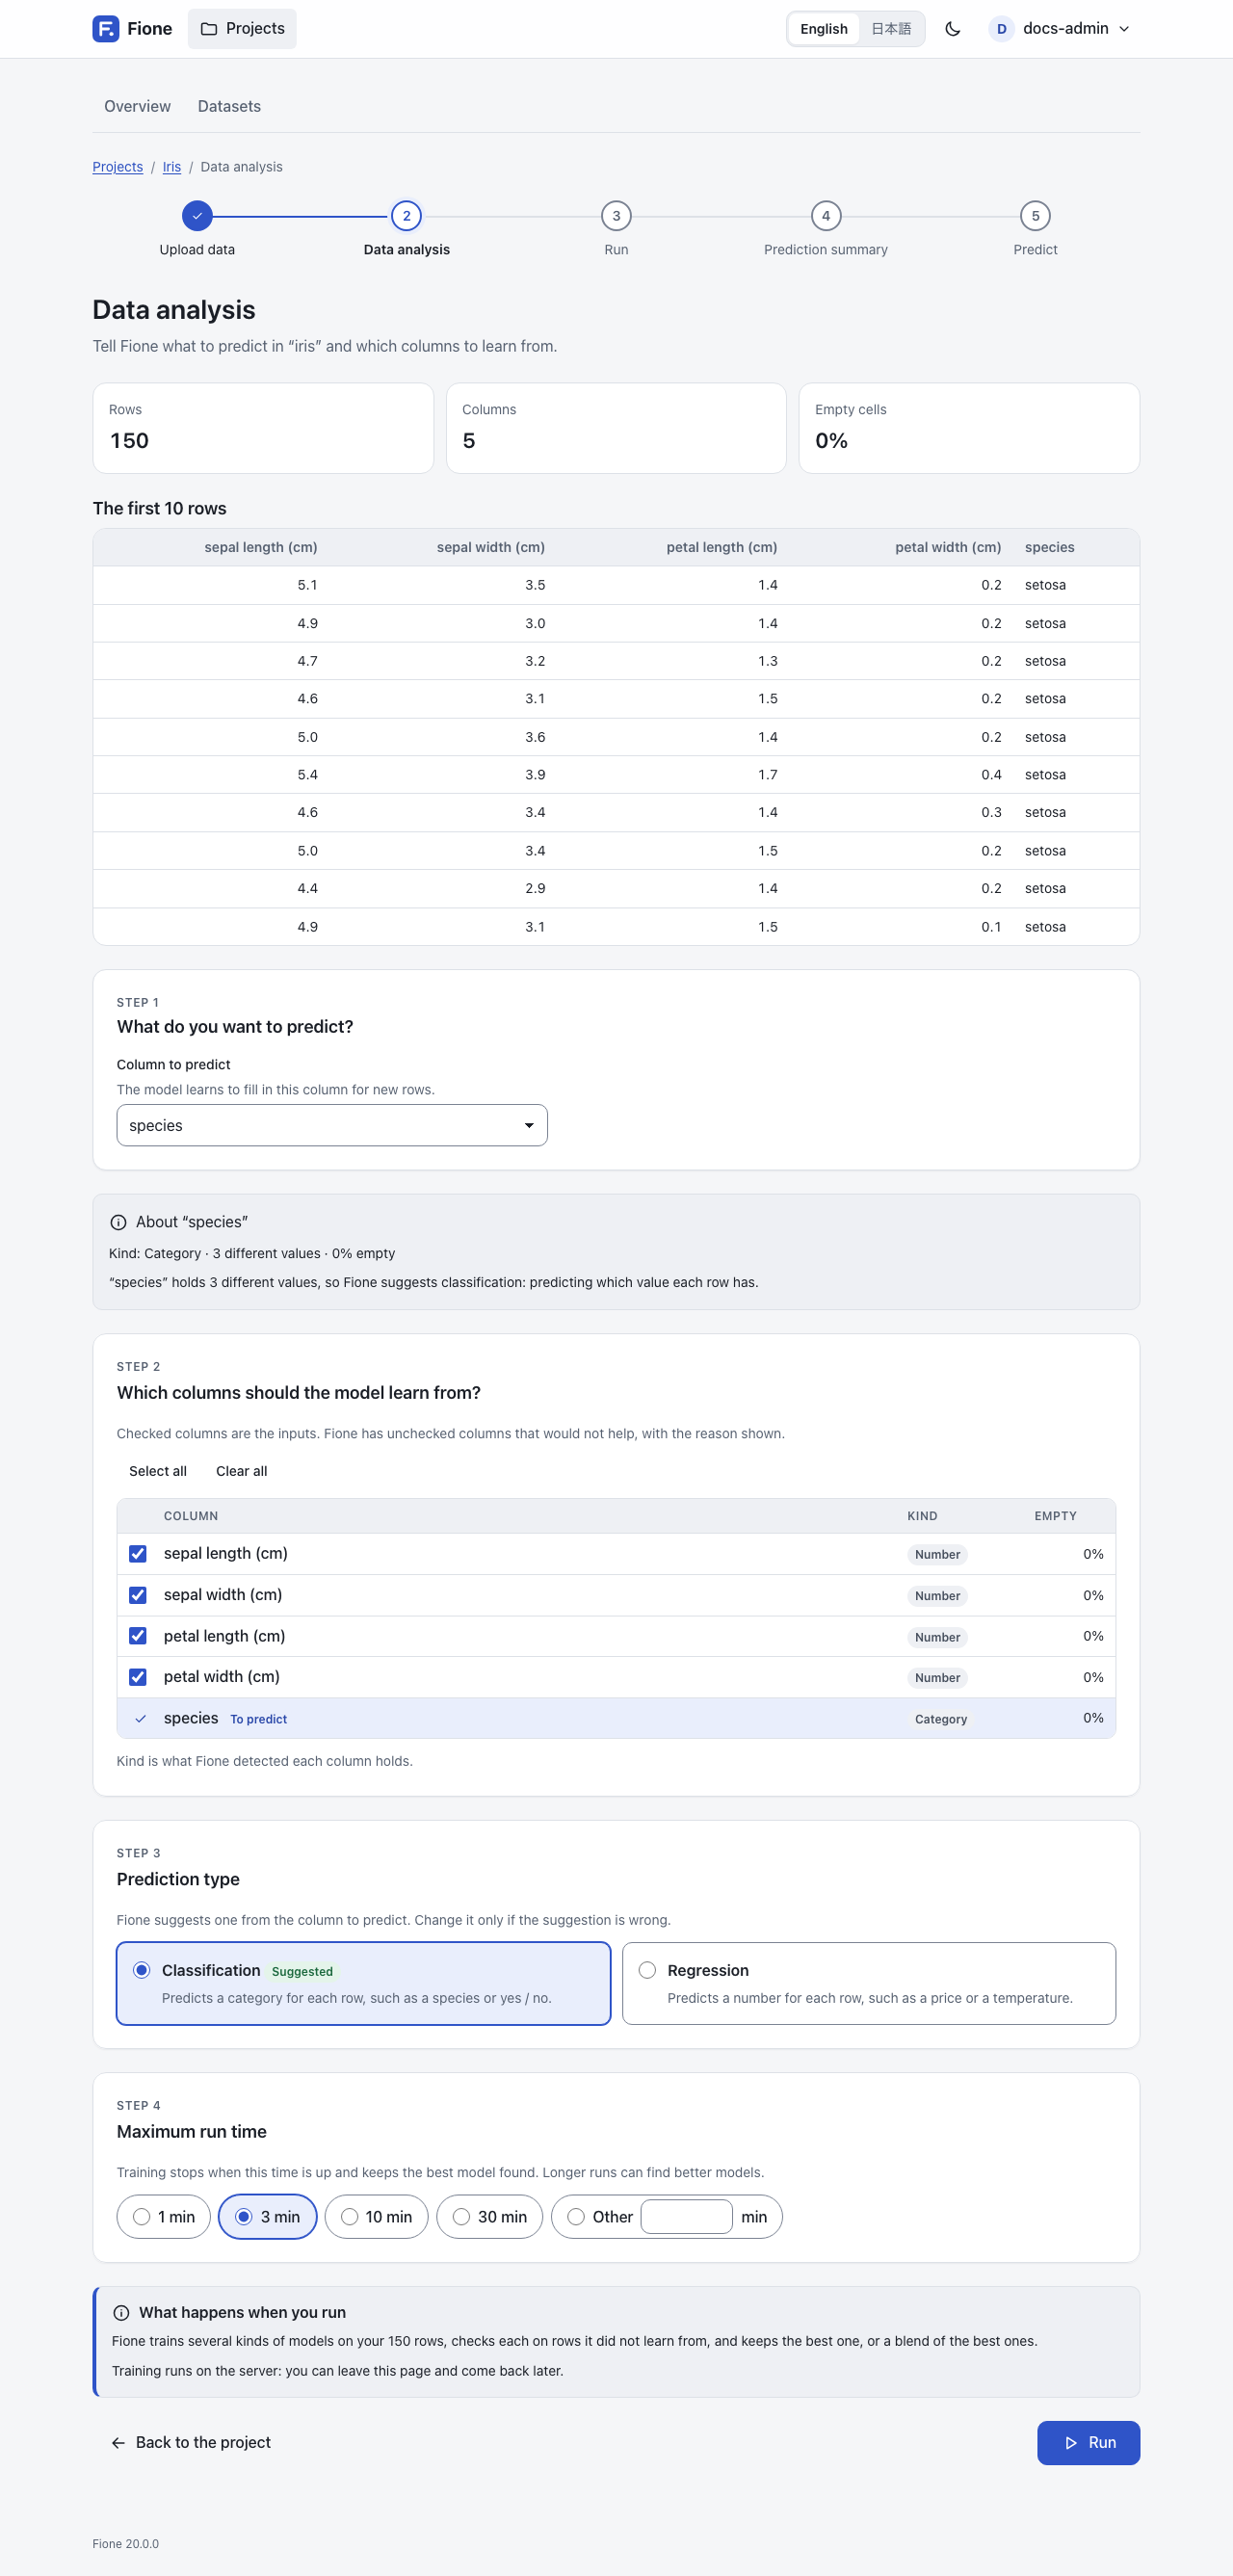 Fione Projects English 日本語 D docs-admin
Overview Datasets
Projects / Iris / Data analysis
2 3 4 5
Upload data Data analysis Run Prediction summary Predict
Data analysis
Tell Fione what to predict in “iris” and which columns to learn from.
Rows Columns Empty cells
150 5 0%
The first 10 rows
sepal length (cm) sepal width (cm) petal length (cm) petal width (cm) species
5.1 3.5 1.4 0.2 setosa
4.9 3.0 1.4 0.2 setosa
4.7 3.2 1.3 0.2 setosa
4.6 3.1 1.5 0.2 setosa
5.0 3.6 1.4 0.2 setosa
5.4 3.9 1.7 0.4 setosa
4.6 3.4 1.4 0.3 setosa
5.0 3.4 1.5 0.2 setosa
4.4 2.9 1.4 0.2 setosa
4.9 3.1 1.5 0.1 setosa
STEP 1
What do you want to predict?
Column to predict
The model learns to fill in this column for new rows.
species
About “species”
Kind: Category · 3 different values · 0% empty
“species” holds 3 different values, so Fione suggests classification: predicting which value each row has.
STEP 2
Which columns should the model learn from?
Checked columns are the inputs. Fione has unchecked columns that would not help, with the reason shown.
Select all Clear all
COLUMN KIND EMPTY
sepal length (cm) Number 0%
sepal width (cm) Number 0%
petal length (cm) Number 0%
petal width (cm) Number 0%
species To predict Category 0%
Kind is what Fione detected each column holds.
STEP 3
Prediction type
Fione suggests one from the column to predict. Change it only if the suggestion is wrong.
Classification Suggested Regression
Predicts a category for each row, such as a species or yes / no. Predicts a number for each row, such as a price or a temperature.
STEP 4
Maximum run time
Training stops when this time is up and keeps the best model found. Longer runs can find better models.
1 min 3 min 10 min 30 min Other min
What happens when you run
Fione trains several kinds of models on your 150 rows, checks each on rows it did not learn from, and keeps the best one, or a blend of the best ones.
Training runs on the server: you can leave this page and come back later.
Back to the project Run
Fione 20.0.0